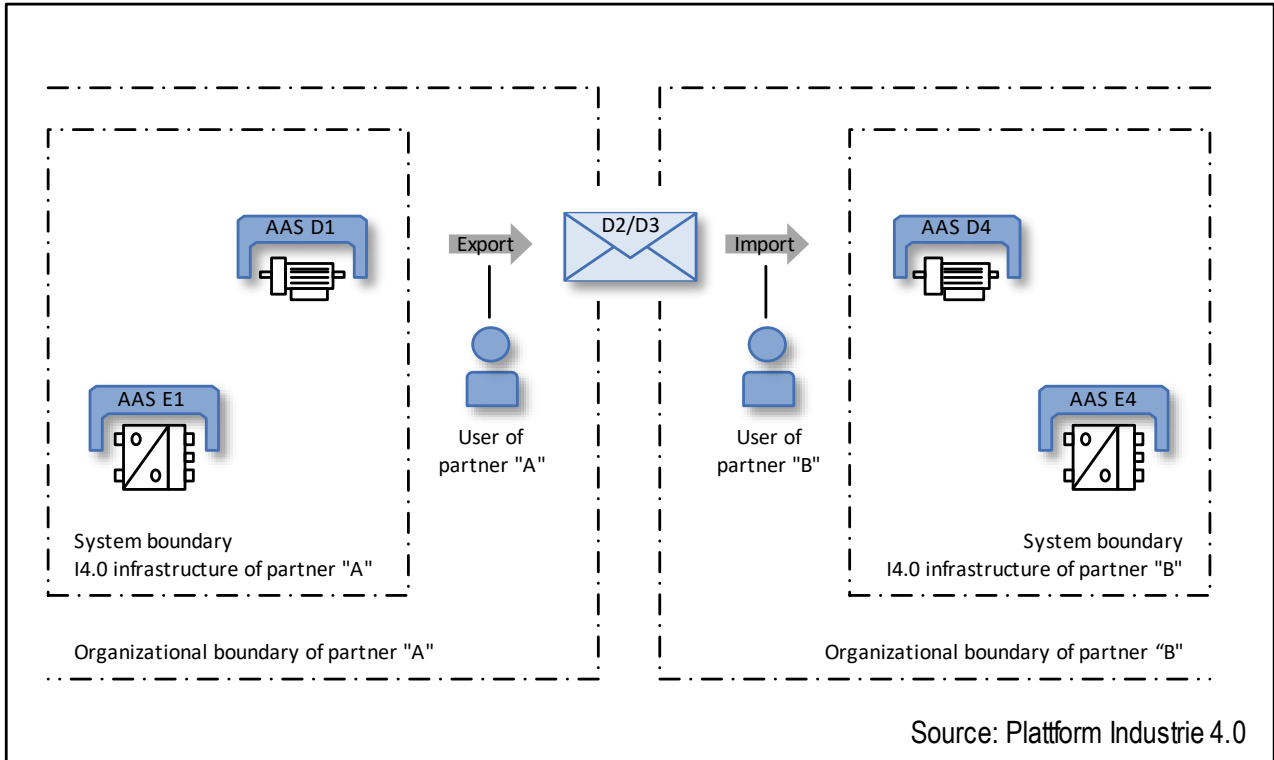 AAS D1
Export
D2/D3
Import
AAS D4
AAS E1
User of
partner "A"
User of
partner "B"
AAS E4
System boundary
I4.0 infrastructure of partner "A"
System boundary
I4.0 infrastructure of partner "B"
Organizational boundary of partner "A"
Organizational boundary of partner “B"
Source: Plattform Industrie 4.0